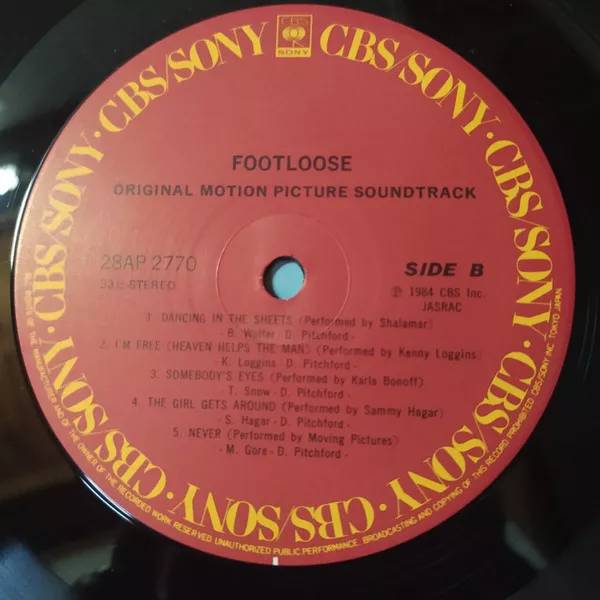 CBS
SONY
CBS/SONY · CBS/SONY · CBS/SONY · CBS/SONY · CBS/SONY · CBS/SONY · CBS/SONY · CBS/SONY ·
FOOTLOOSE
ORIGINAL MOTION PICTURE SOUNDTRACK
28AP 2770
SIDE B
33⅓ STEREO
℗ 1984 CBS Inc.
JASRAC
1. DANCING IN THE SHEETS (Performed by Shalamar)
- B. Wolfer - D. Pitchford -
2. I'M FREE (HEAVEN HELPS THE MAN) (Performed by Kenny Loggins)
- K. Loggins - D. Pitchford -
3. SOMEBODY'S EYES (Performed by Karla Bonoff)
- T. Snow - D. Pitchford -
4. THE GIRL GETS AROUND (Performed by Sammy Hagar)
- S. Hagar - D. Pitchford -
5. NEVER (Performed by Moving Pictures)
- M. Gore - D. Pitchford -
OF THE MANUFACTURER AND OF THE OWNER OF THE RECORDED WORK RESERVED UNAUTHORIZED PUBLIC PERFORMANCE. BROADCASTING AND COPYING OF THIS RECORD PROHIBITED CBS/SONY INC. TOKYO JAPAN